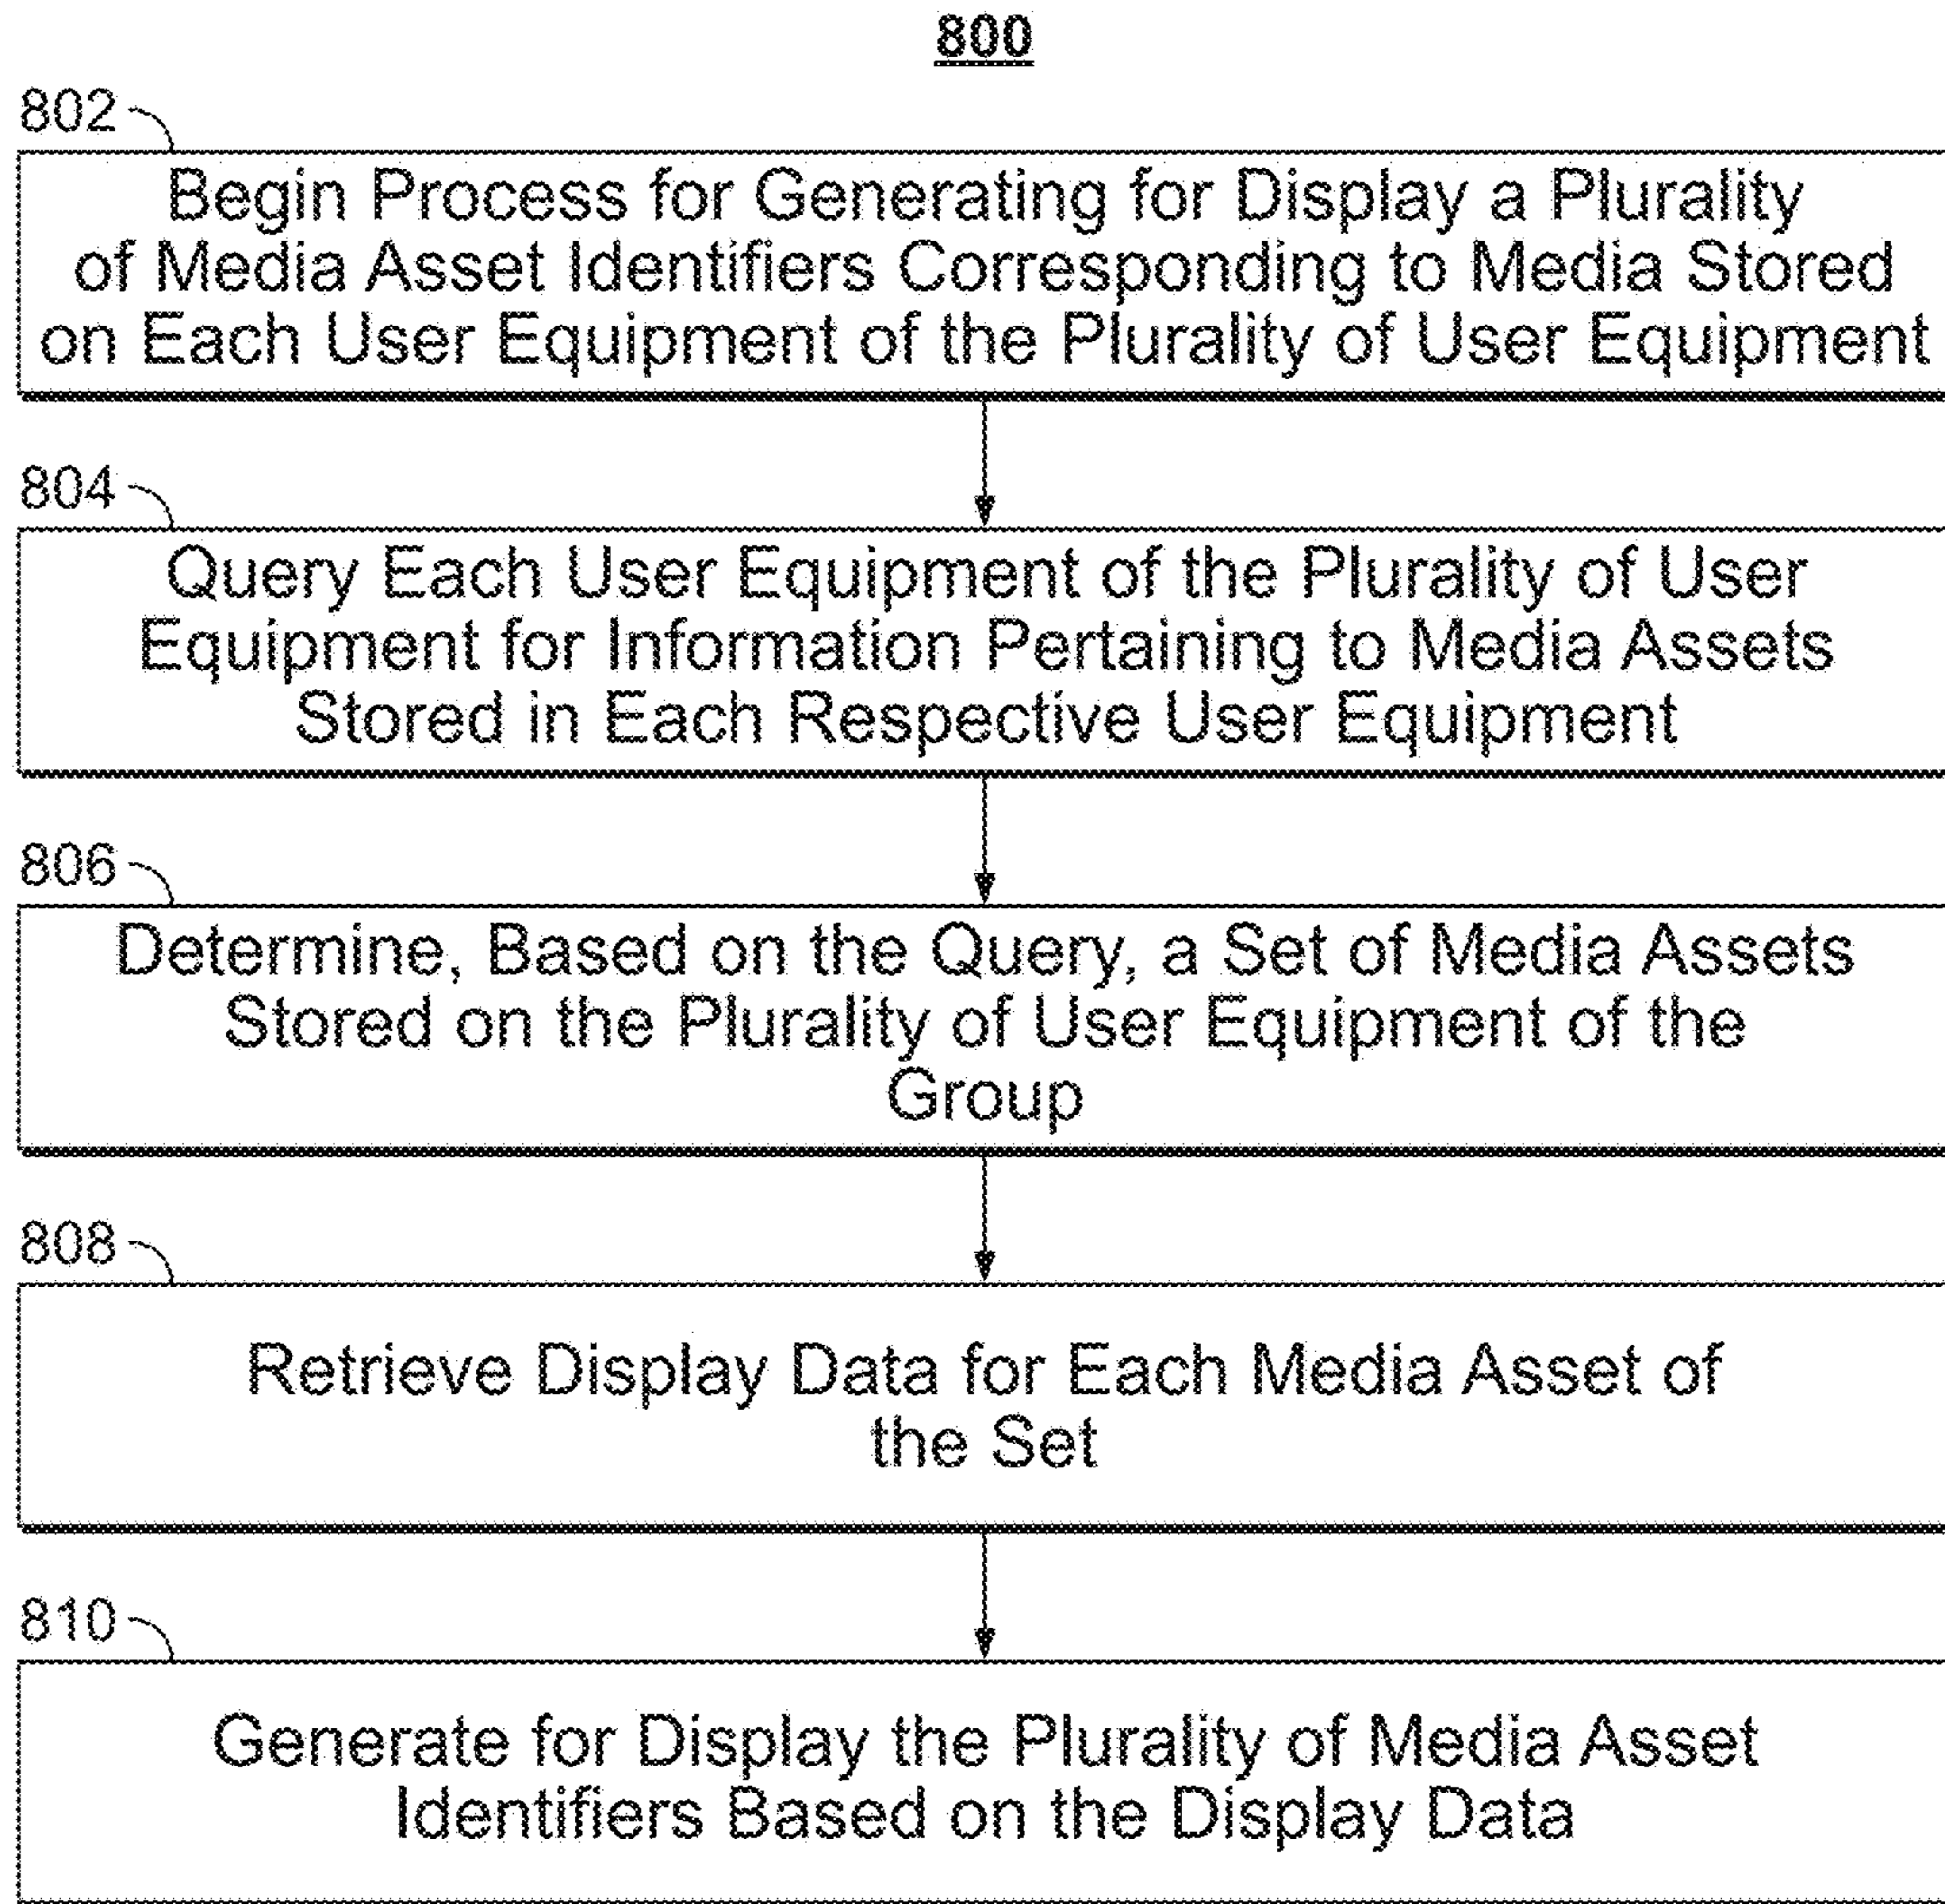 800
802
Begin Process for Generating for Display a Plurality
of Media Asset Identifiers Corresponding to Media Stored
on Each User Equipment of the Plurality of User Equipment
804
Query Each User Equipment of the Plurality of User
Equipment for Information Pertaining to Media Assets
Stored in Each Respective User Equipment
806
Determine, Based on the Query, a Set of Media Assets
Stored on the Plurality of User Equipment of the
Group
808
Retrieve Display Data for Each Media Asset of
the Set
810
Generate for Display the Plurality of Media Asset
Identifiers Based on the Display Data